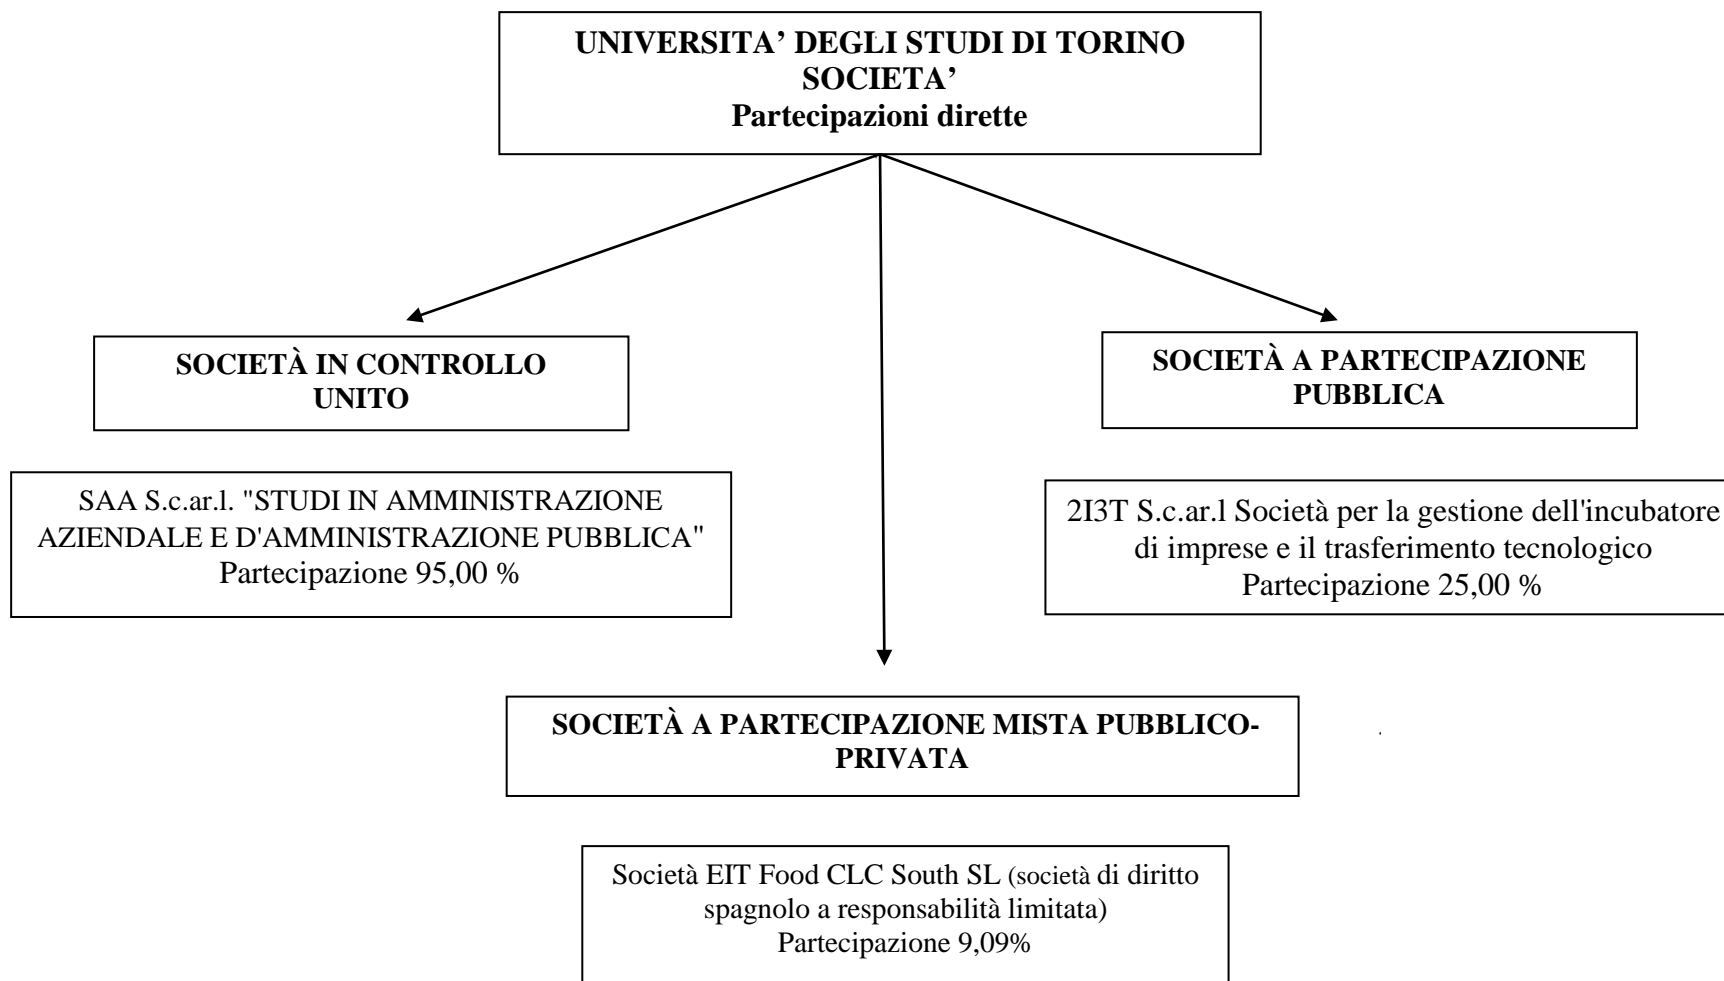 UNIVERSITA’ DEGLI STUDI DI TORINO
SOCIETA’
Partecipazioni dirette
SOCIETÀ IN CONTROLLO
UNITO
SOCIETÀ A PARTECIPAZIONE
PUBBLICA
SAA S.c.ar.l. "STUDI IN AMMINISTRAZIONE
AZIENDALE E D'AMMINISTRAZIONE PUBBLICA"
Partecipazione 95,00 %
2I3T S.c.ar.l Società per la gestione dell'incubatore
di imprese e il trasferimento tecnologico
Partecipazione 25,00 %
SOCIETÀ A PARTECIPAZIONE MISTA PUBBLICO-
PRIVATA
Società EIT Food CLC South SL (società di diritto
spagnolo a responsabilità limitata)
Partecipazione 9,09%